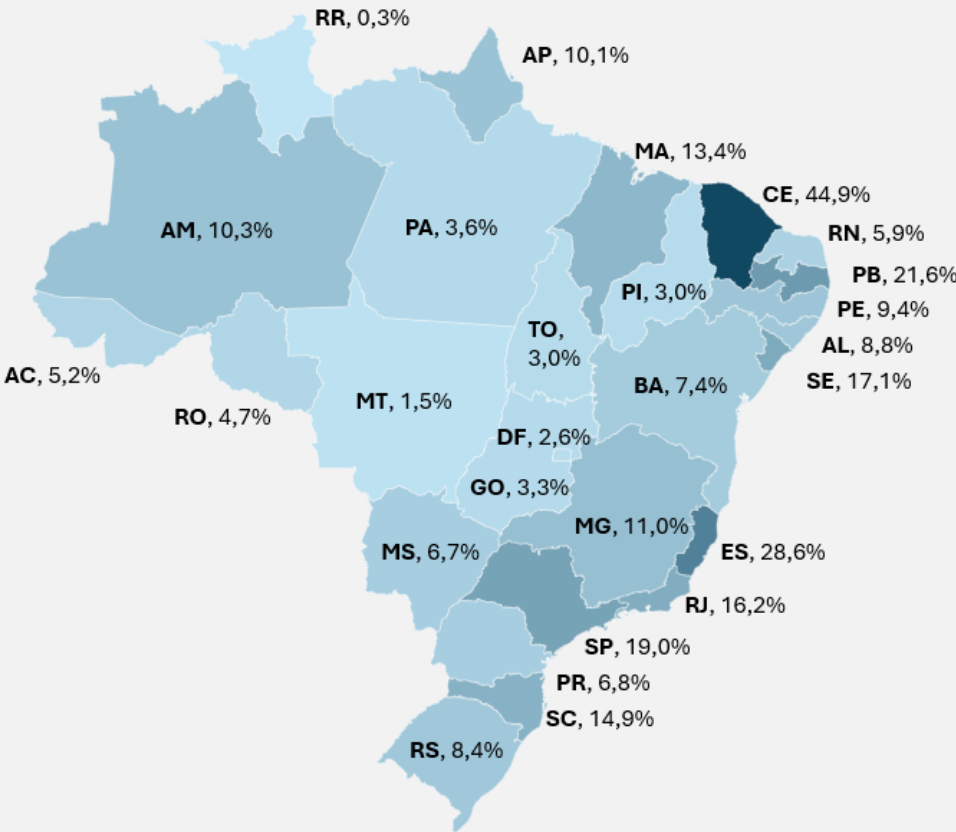 RR, 0,3%
AP, 10,1%
MA, 13,4%
CE, 44,9%
AM, 10,3%
PA, 3,6%
RN, 5,9%
PB, 21,6%
PI, 3,0%
PE, 9,4%
TO,
3,0%
AL, 8,8%
AC, 5,2%
SE, 17,1%
BA, 7,4%
MT, 1,5%
RO, 4,7%
DF, 2,6%
GO, 3,3%
MG, 11,0%
MS, 6,7%
ES, 28,6%
RJ, 16,2%
SP, 19,0%
PR, 6,8%
SC, 14,9%
RS, 8,4%